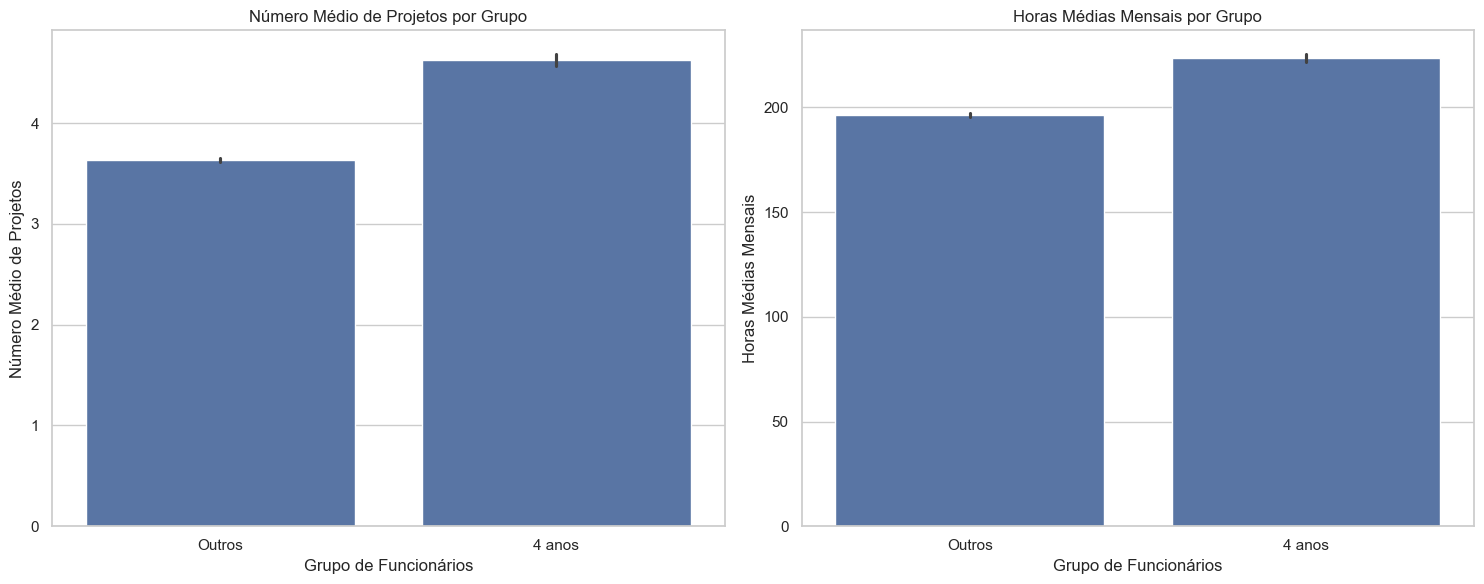 Número Médio de Projetos por Grupo
Número Médio de Projetos
4
3
2
1
0
Outros
4 anos
Grupo de Funcionários
Horas Médias Mensais por Grupo
Horas Médias Mensais
200
150
100
50
0
Outros
4 anos
Grupo de Funcionários